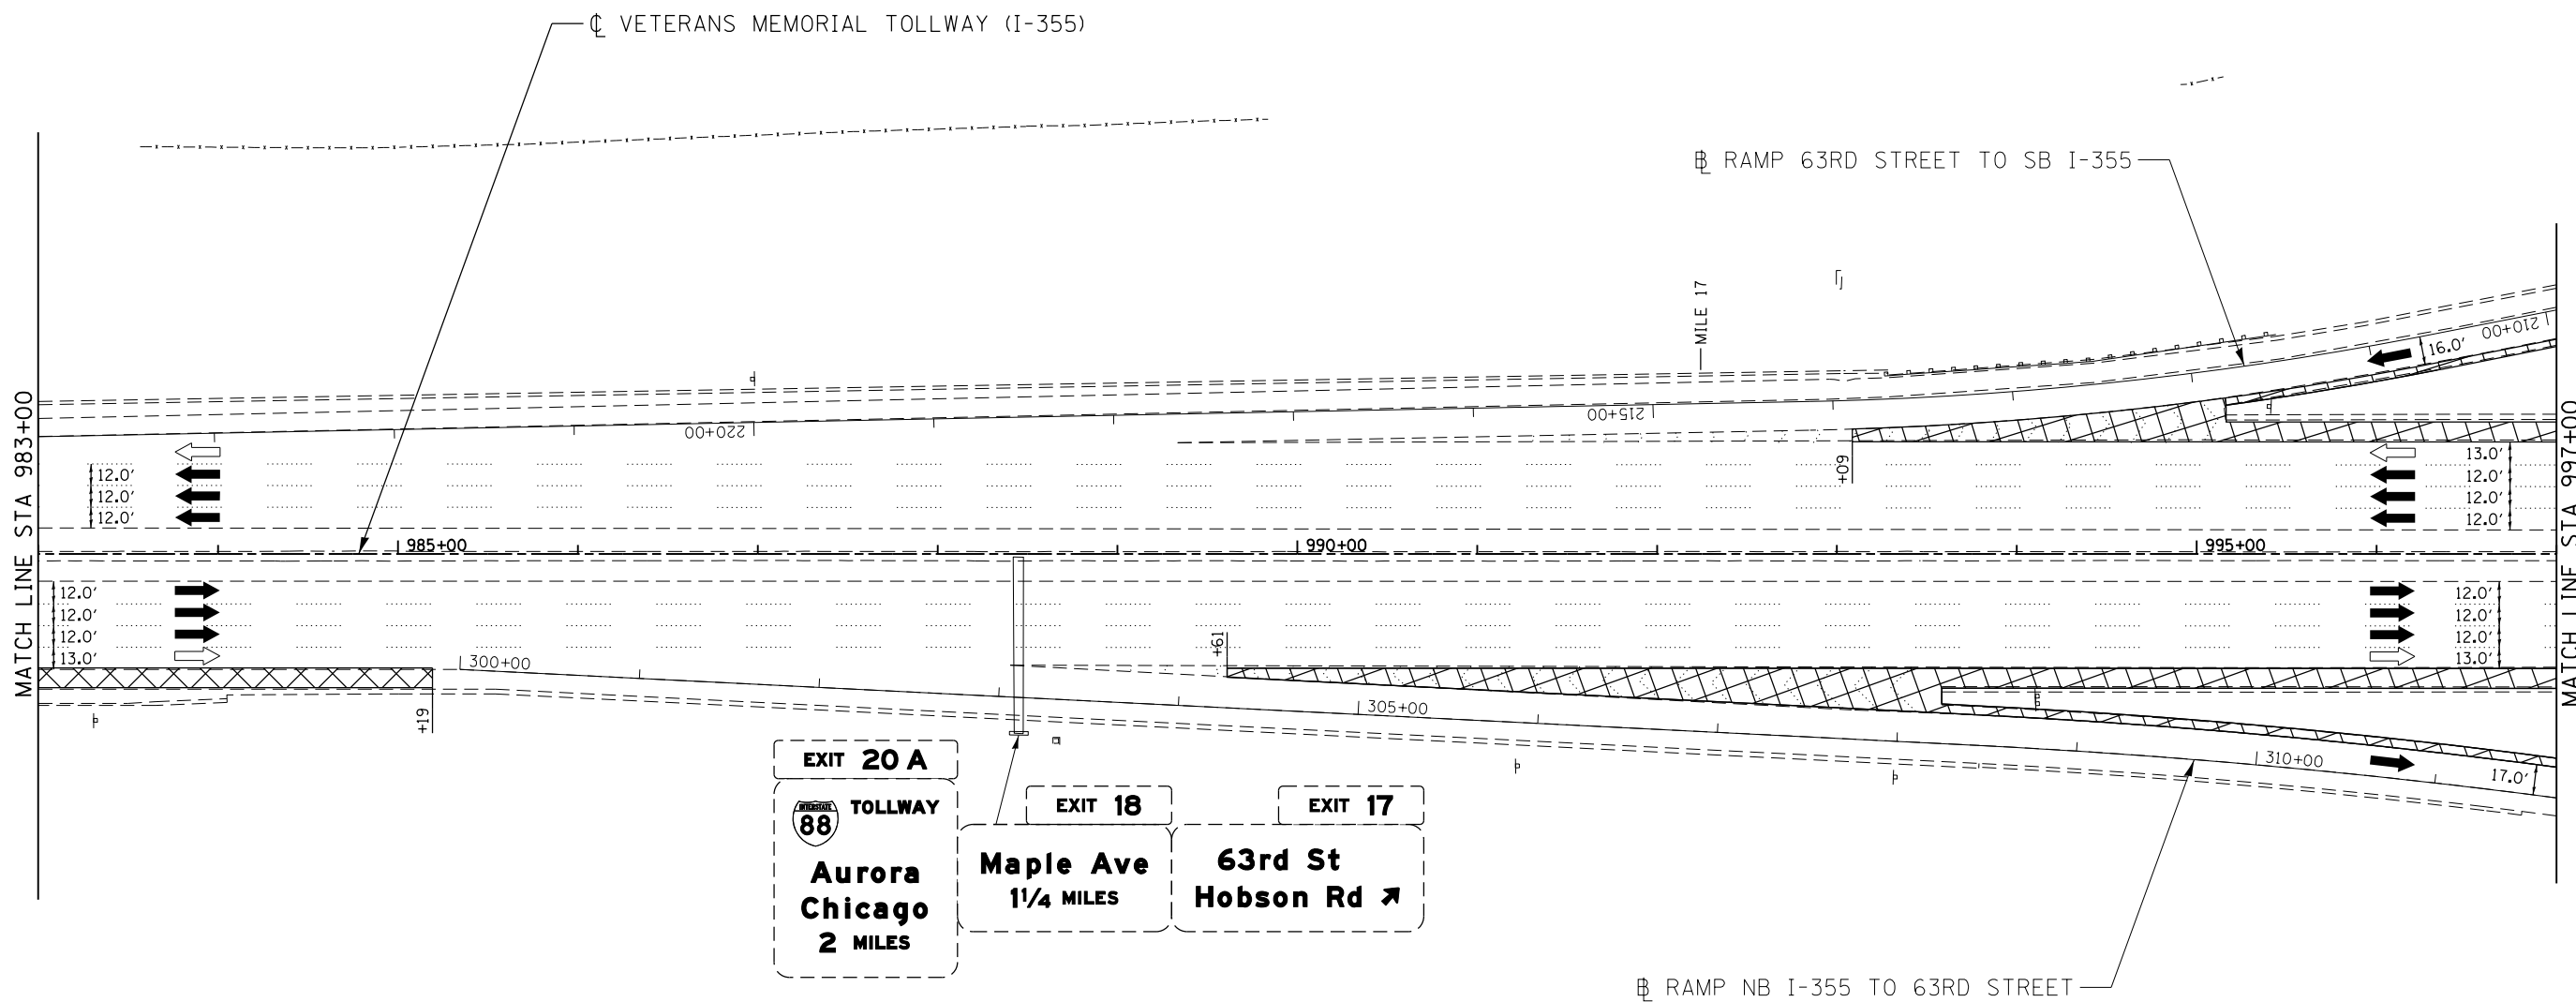 ℄ VETERANS MEMORIAL TOLLWAY (I-355)
℄ RAMP 63RD STREET TO SB I-355
MILE 17
210+00
16.0'
215+00
220+00
+09
MATCH LINE STA 983+00
MATCH LINE STA 997+00
12.0'
12.0'
12.0'
13.0'
12.0'
12.0'
12.0'
985+00
990+00
995+00
12.0'
12.0'
12.0'
13.0'
12.0'
12.0'
12.0'
13.0'
+61
300+00
305+00
310+00
+19
17.0'
EXIT 20 A
INTERSTATE
88
TOLLWAY
Aurora
Chicago
2 MILES
EXIT 18
Maple Ave
1 1/4 MILES
EXIT 17
63rd St
Hobson Rd ↗
℄ RAMP NB I-355 TO 63RD STREET